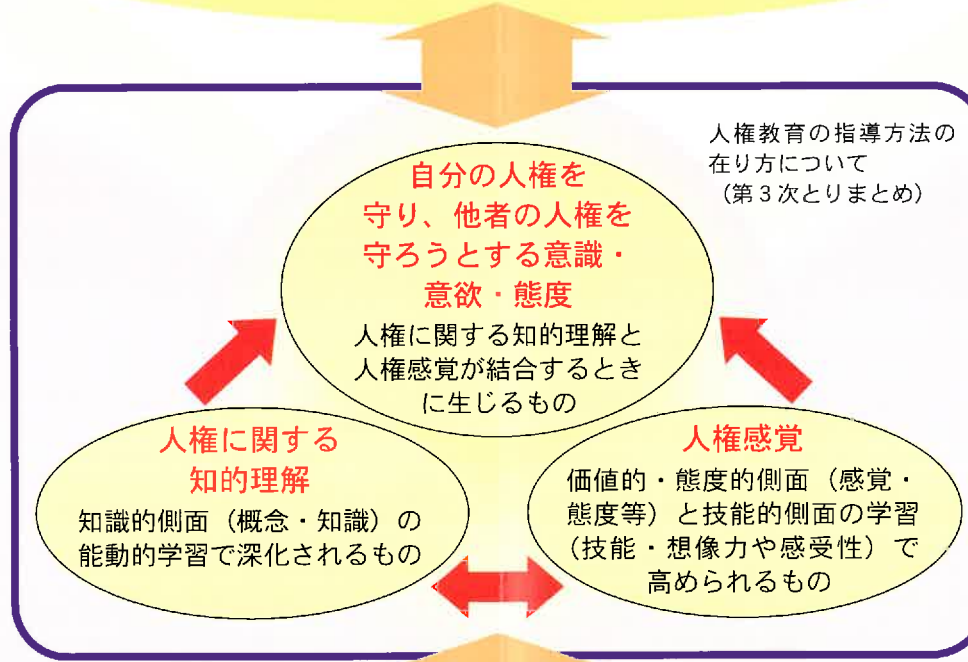 人権教育の指導方法の
在り方について
（第３次とりまとめ）
自分の人権を
守り、他者の人権を
守ろうとする意識・
意欲・態度
人権に関する知的理解と
人権感覚が結合するとき
に生じるもの
人権に関する
知的理解
知識的側面（概念・知識）の
能動的学習で深化されるもの
人権感覚
価値的・態度的側面（感覚・
態度等）と技能的側面の学習
（技能・想像力や感受性）で
高められるもの